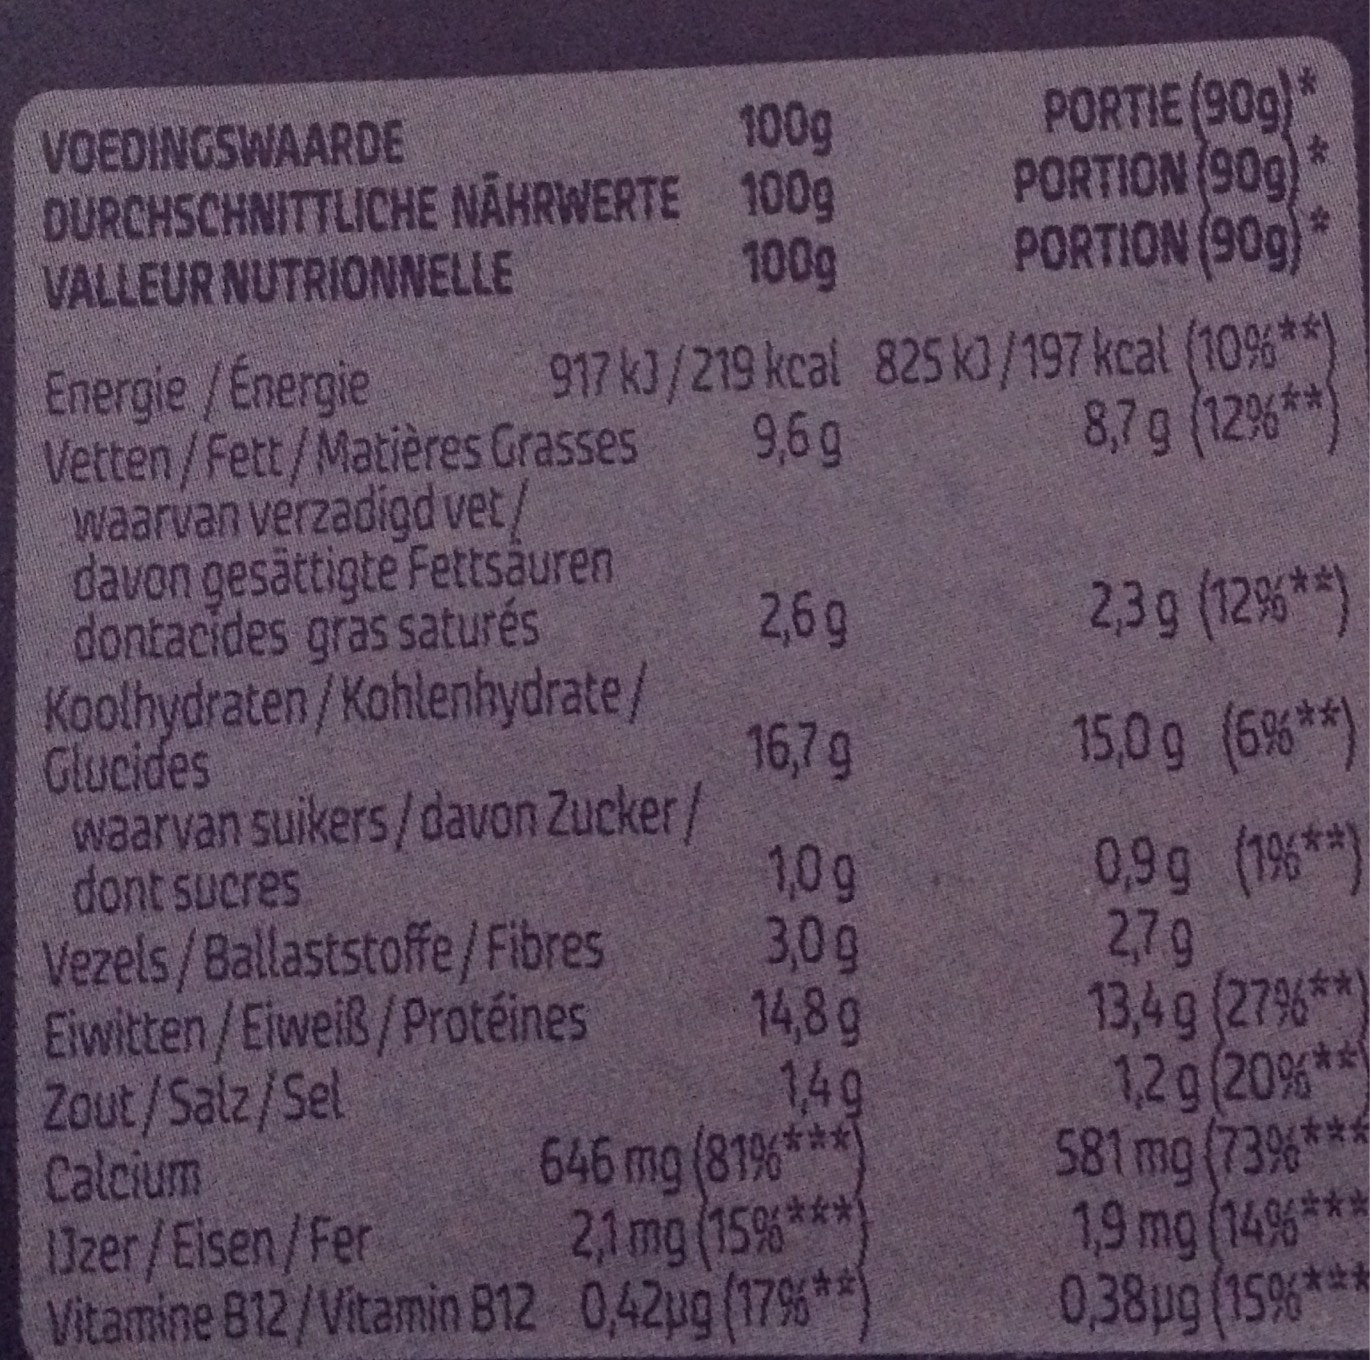 VOEDINGSWAARDE 100g PORTIE (90g)*
DURCHSCHNITTLICHE NÄHRWERTE 100g PORTION (90g)*
VALLEUR NUTRIONNELLE 100g PORTION (90g)*
Energie / Énergie 917 kJ / 219 kcal 825 kJ / 197 kcal (10%**)
Vetten / Fett / Matières Grasses 9,6 g 8,7 g (12%**)
waarvan verzadigd vet /
davon gesättigte Fettsäuren
dontacides gras saturés 2,6 g 2,3 g (12%**)
Koolhydraten / Kohlenhydrate /
Glucides 16,7 g 15,0 g (6%**)
waarvan suikers / davon Zucker /
dont sucres 1,0 g 0,9 g (1%**)
Vezels / Ballaststoffe / Fibres 3,0 g 2,7 g
Eiwitten / Eiweiß / Protéines 14,8 g 13,4 g (27%**)
Zout / Salz / Sel 1,4 g 1,2 g (20%**)
Calcium 646 mg (81%***) 581 mg (73%***
IJzer / Eisen / Fer 2,1 mg (15%***) 1,9 mg (14%***
Vitamine B12 / Vitamin B12 0,42µg (17%**) 0,38µg (15%***